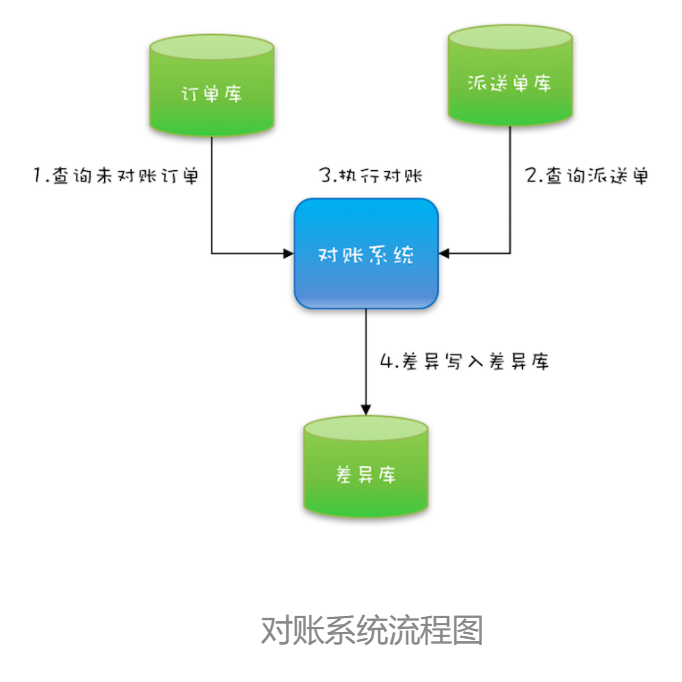 订单库
派送单库
1.查询未对账订单
3.执行对账
2.查询派送单
对账系统
4.差异写入差异库
差异库
对账系统流程图